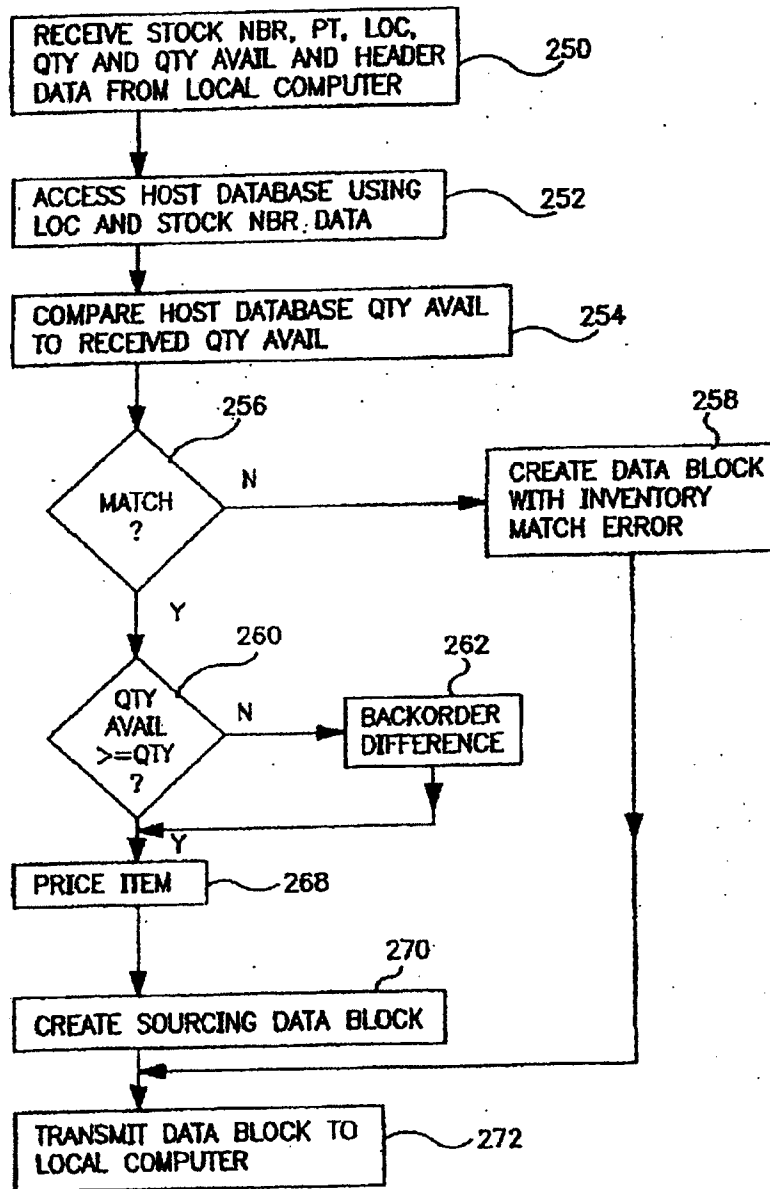 RECEIVE STOCK NBR, PT, LOC,
QTY AND QTY AVAIL AND HEADER
DATA FROM LOCAL COMPUTER
250
ACCESS HOST DATABASE USING
LOC AND STOCK NBR. DATA
252
COMPARE HOST DATABASE QTY AVAIL
TO RECEIVED QTY AVAIL
254
256
MATCH
?
N
258
CREATE DATA BLOCK
WITH INVENTORY
MATCH ERROR
Y
260
QTY
AVAIL
>=QTY
?
N
262
BACKORDER
DIFFERENCE
Y
PRICE ITEM
268
270
CREATE SOURCING DATA BLOCK
TRANSMIT DATA BLOCK TO
LOCAL COMPUTER
272